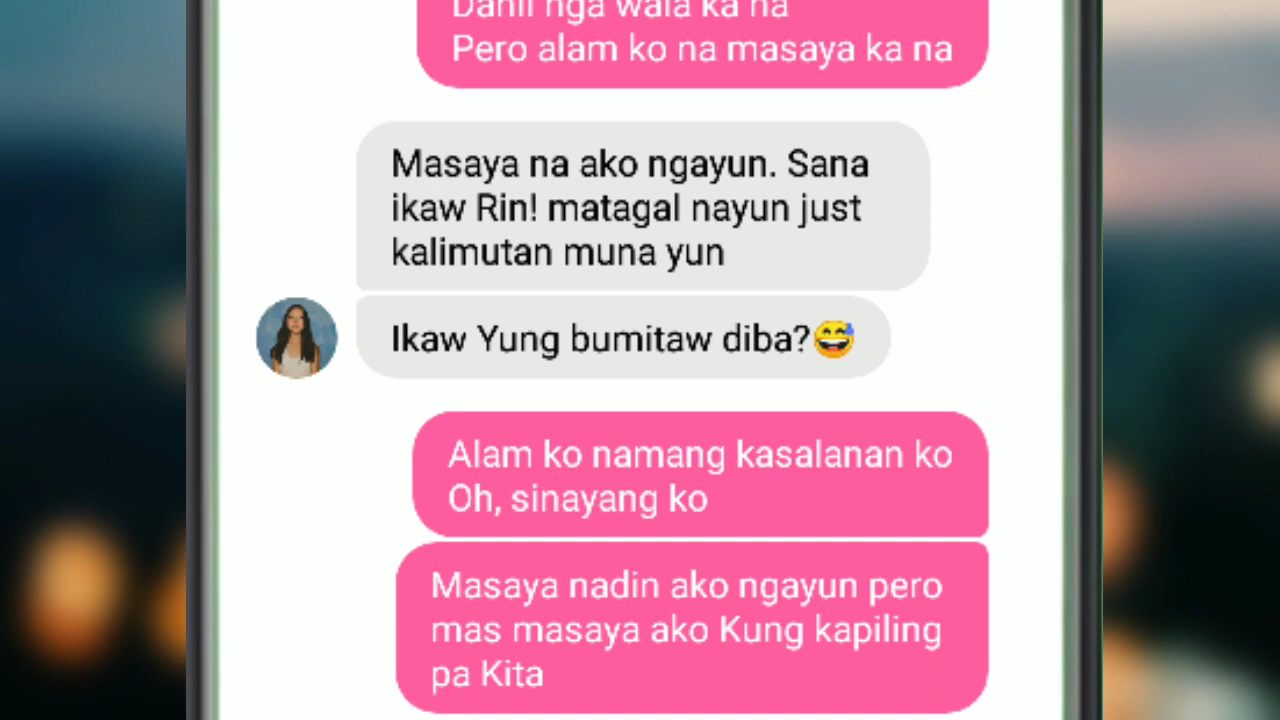 Dahil nga wala ka na
Pero alam ko na masaya ka na
Masaya na ako ngayun. Sana
ikaw Rin! matagal nayun just
kalimutan muna yun
Ikaw Yung bumitaw diba?😅
Alam ko namang kasalanan ko
Oh, sinayang ko
Masaya nadin ako ngayun pero
mas masaya ako Kung kapiling
pa Kita